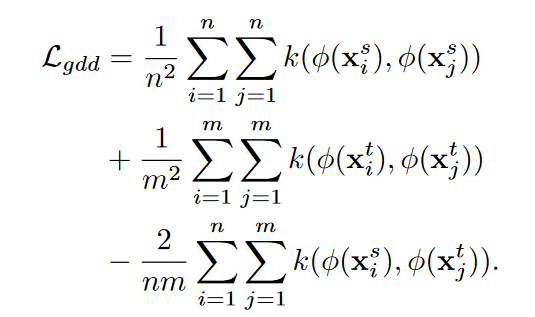 $\mathcal{L}_{gdd} = \frac{1}{n^2} \sum_{i=1}^{n} \sum_{j=1}^{n} k(\phi(\mathbf{x}_i^s), \phi(\mathbf{x}_j^s))$
$+ \frac{1}{m^2} \sum_{i=1}^{m} \sum_{j=1}^{m} k(\phi(\mathbf{x}_i^t), \phi(\mathbf{x}_j^t))$
$- \frac{2}{nm} \sum_{i=1}^{n} \sum_{j=1}^{m} k(\phi(\mathbf{x}_i^s), \phi(\mathbf{x}_j^t)).$